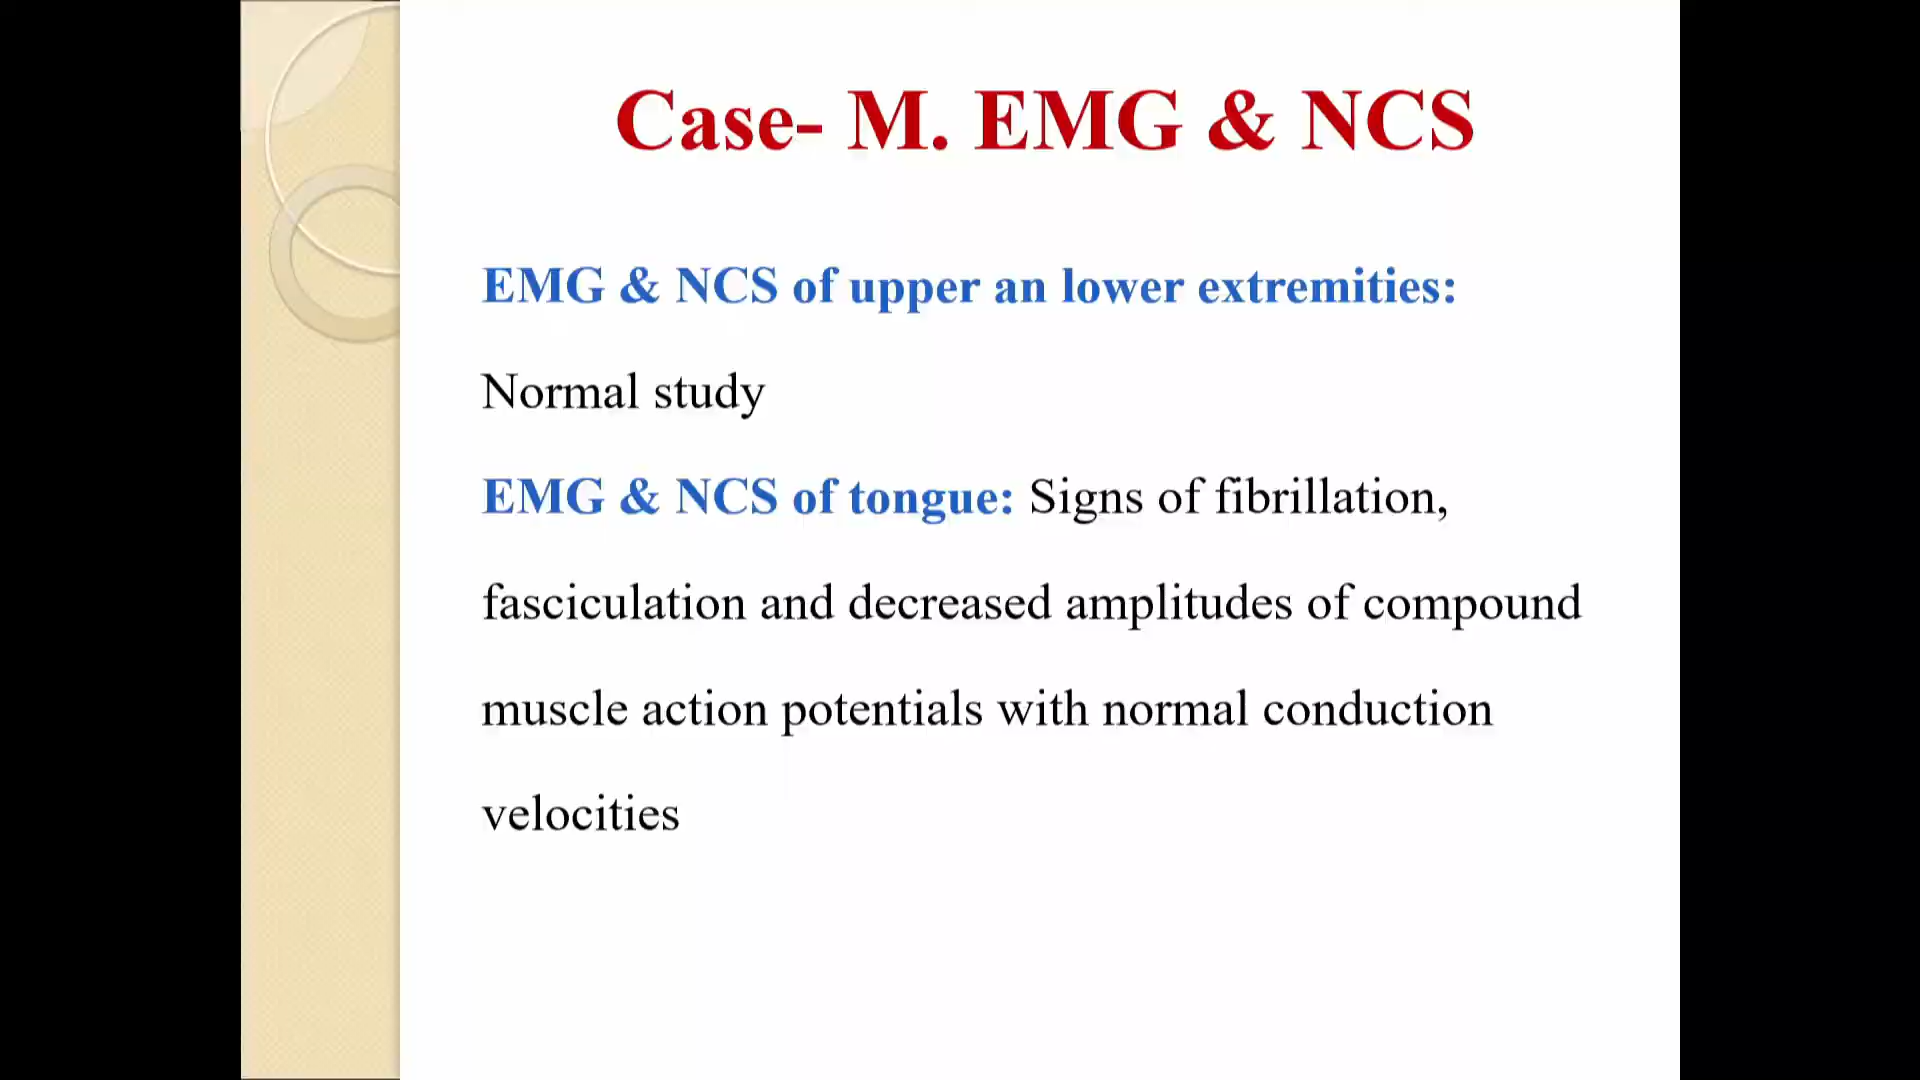 Case- M. EMG & NCS
EMG & NCS of upper an lower extremities:
Normal study
EMG & NCS of tongue: Signs of fibrillation,
fasciculation and decreased amplitudes of compound
muscle action potentials with normal conduction
velocities